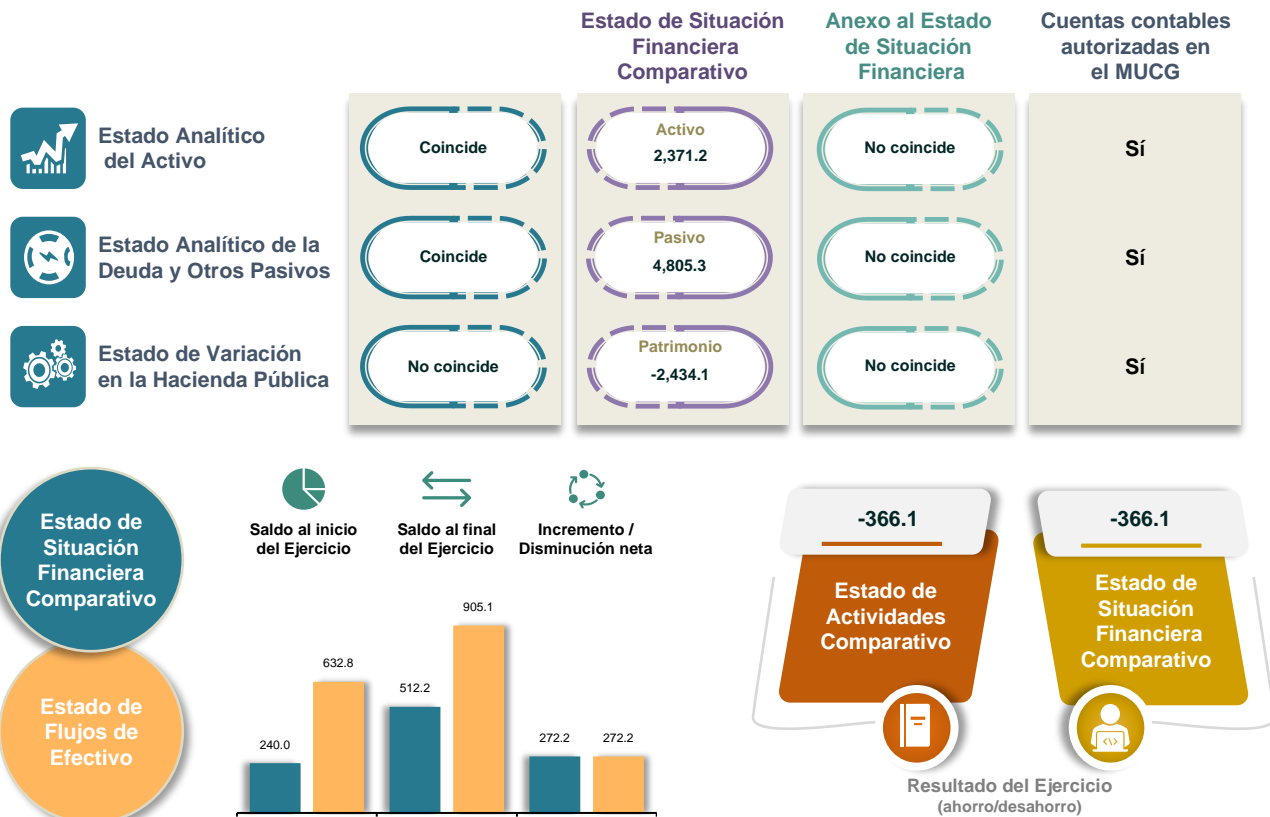 Estado de Situación
Financiera
Comparativo
Anexo al Estado
de Situación
Financiera
Cuentas contables
autorizadas en
el MUCG
Estado Analítico
del Activo
Coincide
Activo
2,371.2
No coincide
Sí
Estado Analítico de la
Deuda y Otros Pasivos
Coincide
Pasivo
4,805.3
No coincide
Sí
Estado de Variación
en la Hacienda Pública
No coincide
Patrimonio
-2,434.1
No coincide
Sí
Estado de
Situación
Financiera
Comparativo
Estado de
Flujos de
Efectivo
Saldo al inicio
del Ejercicio
Saldo al final
del Ejercicio
Incremento /
Disminución neta
240.0
632.8
512.2
905.1
272.2
272.2
-366.1
Estado de
Actividades
Comparativo
-366.1
Estado de
Situación
Financiera
Comparativo
Resultado del Ejercicio
(ahorro/desahorro)